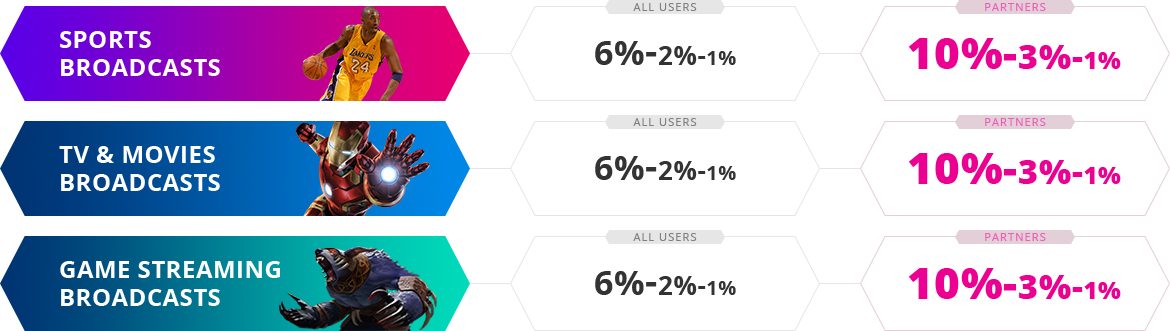 ALL USERS
PARTNERS
SPORTS
BROADCASTS
LAKERS
24
6%-2%-1%
10%-3%-1%
ALL USERS
PARTNERS
TV & MOVIES
BROADCASTS
6%-2%-1%
10%-3%-1%
ALL USERS
PARTNERS
GAME STREAMING
BROADCASTS
6%-2%-1%
10%-3%-1%